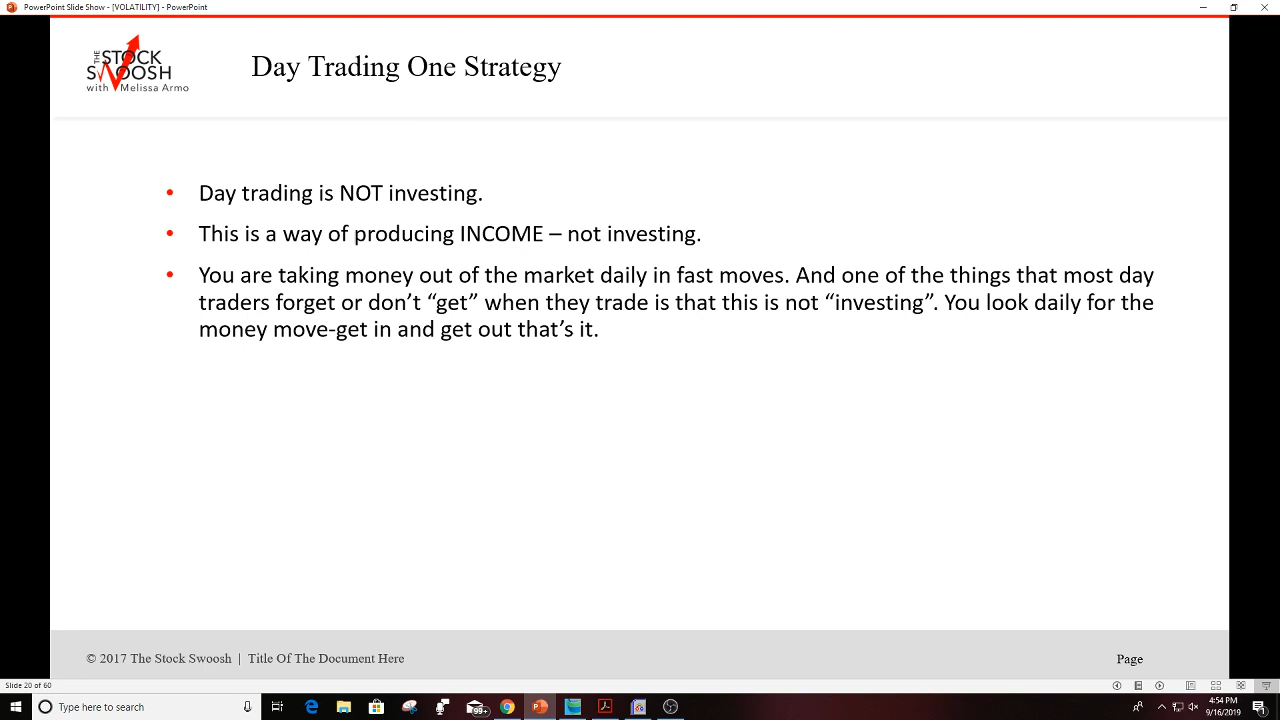 PowerPoint Slide Show - [VOLATILITY] - PowerPoint
THE
STOCK
SWOOSH
with Melissa Armo
Day Trading One Strategy
• Day trading is NOT investing.
• This is a way of producing INCOME – not investing.
• You are taking money out of the market daily in fast moves. And one of the things that most day
traders forget or don’t “get” when they trade is that this is not “investing”. You look daily for the
money move-get in and get out that’s it.
© 2017 The Stock Swoosh | Title Of The Document Here
Page
Slide 20 of 60
Type here to search
99+
4:54 PM
9/16/2019